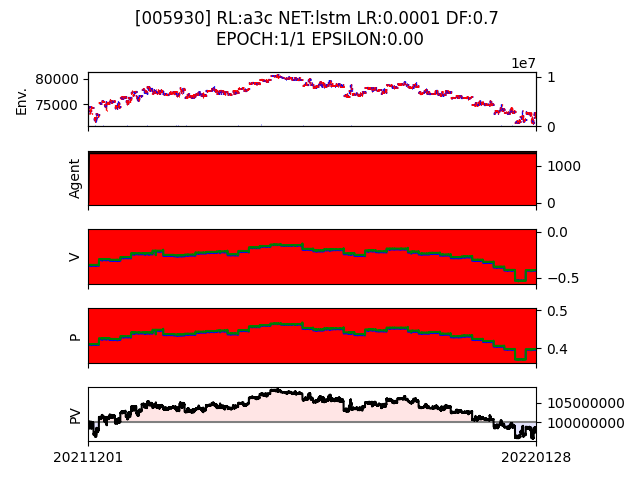 [005930] RL:a3c NET:lstm LR:0.0001 DF:0.7
EPOCH:1/1 EPSILON:0.00
1e7
80000
75000
Env.
1
0
Agent
1000
0
V
0.0
−0.5
P
0.5
0.4
PV
105000000
100000000
20211201
20220128